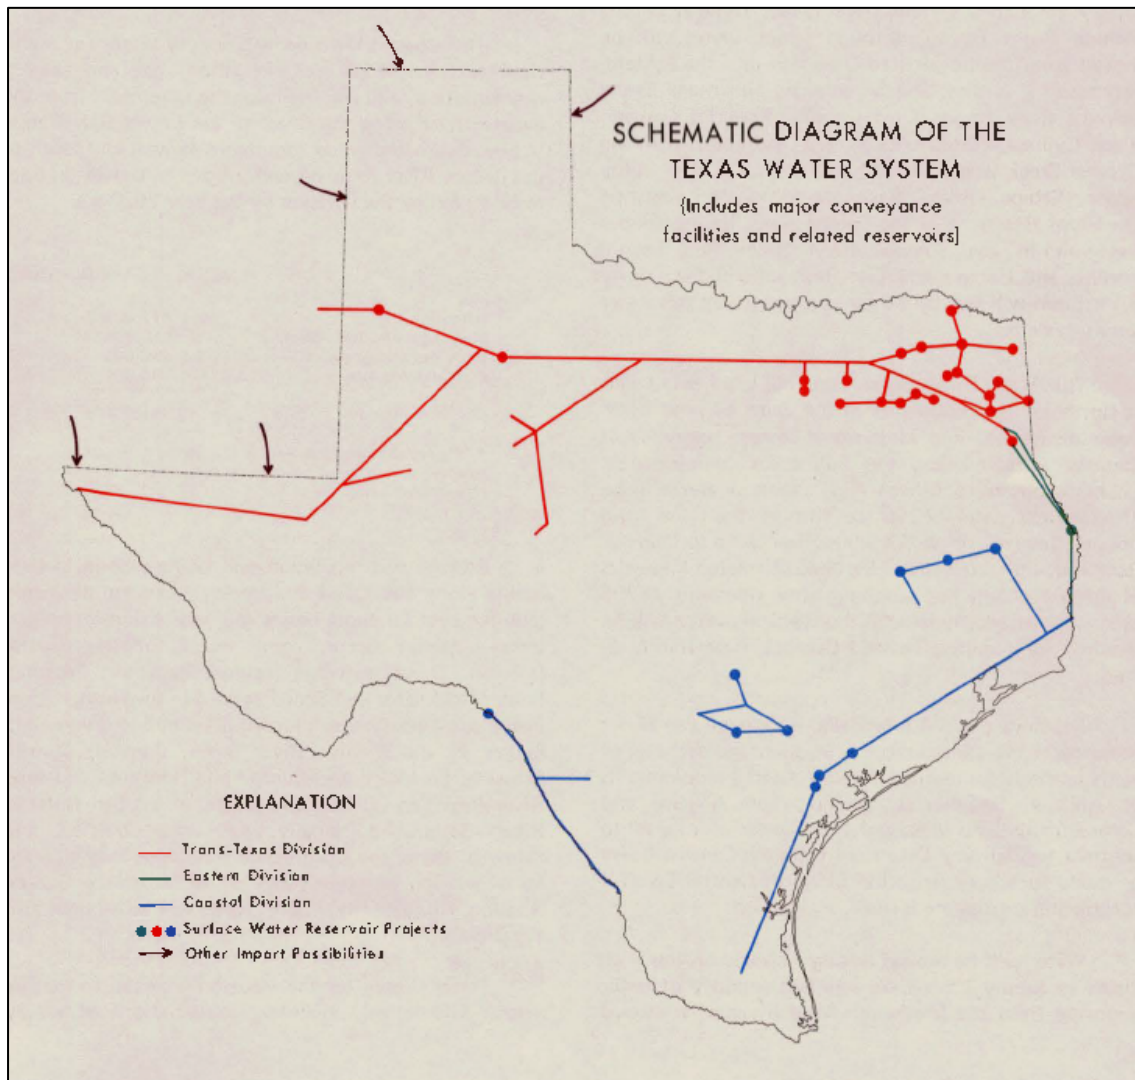 SCHEMATIC DIAGRAM OF THE
TEXAS WATER SYSTEM
(Includes major conveyance
facilities and related reservoirs)
EXPLANATION
Trans-Texas Division
Eastern Division
Coastal Division
Surface Water Reservoir Projects
Other Import Possibilities